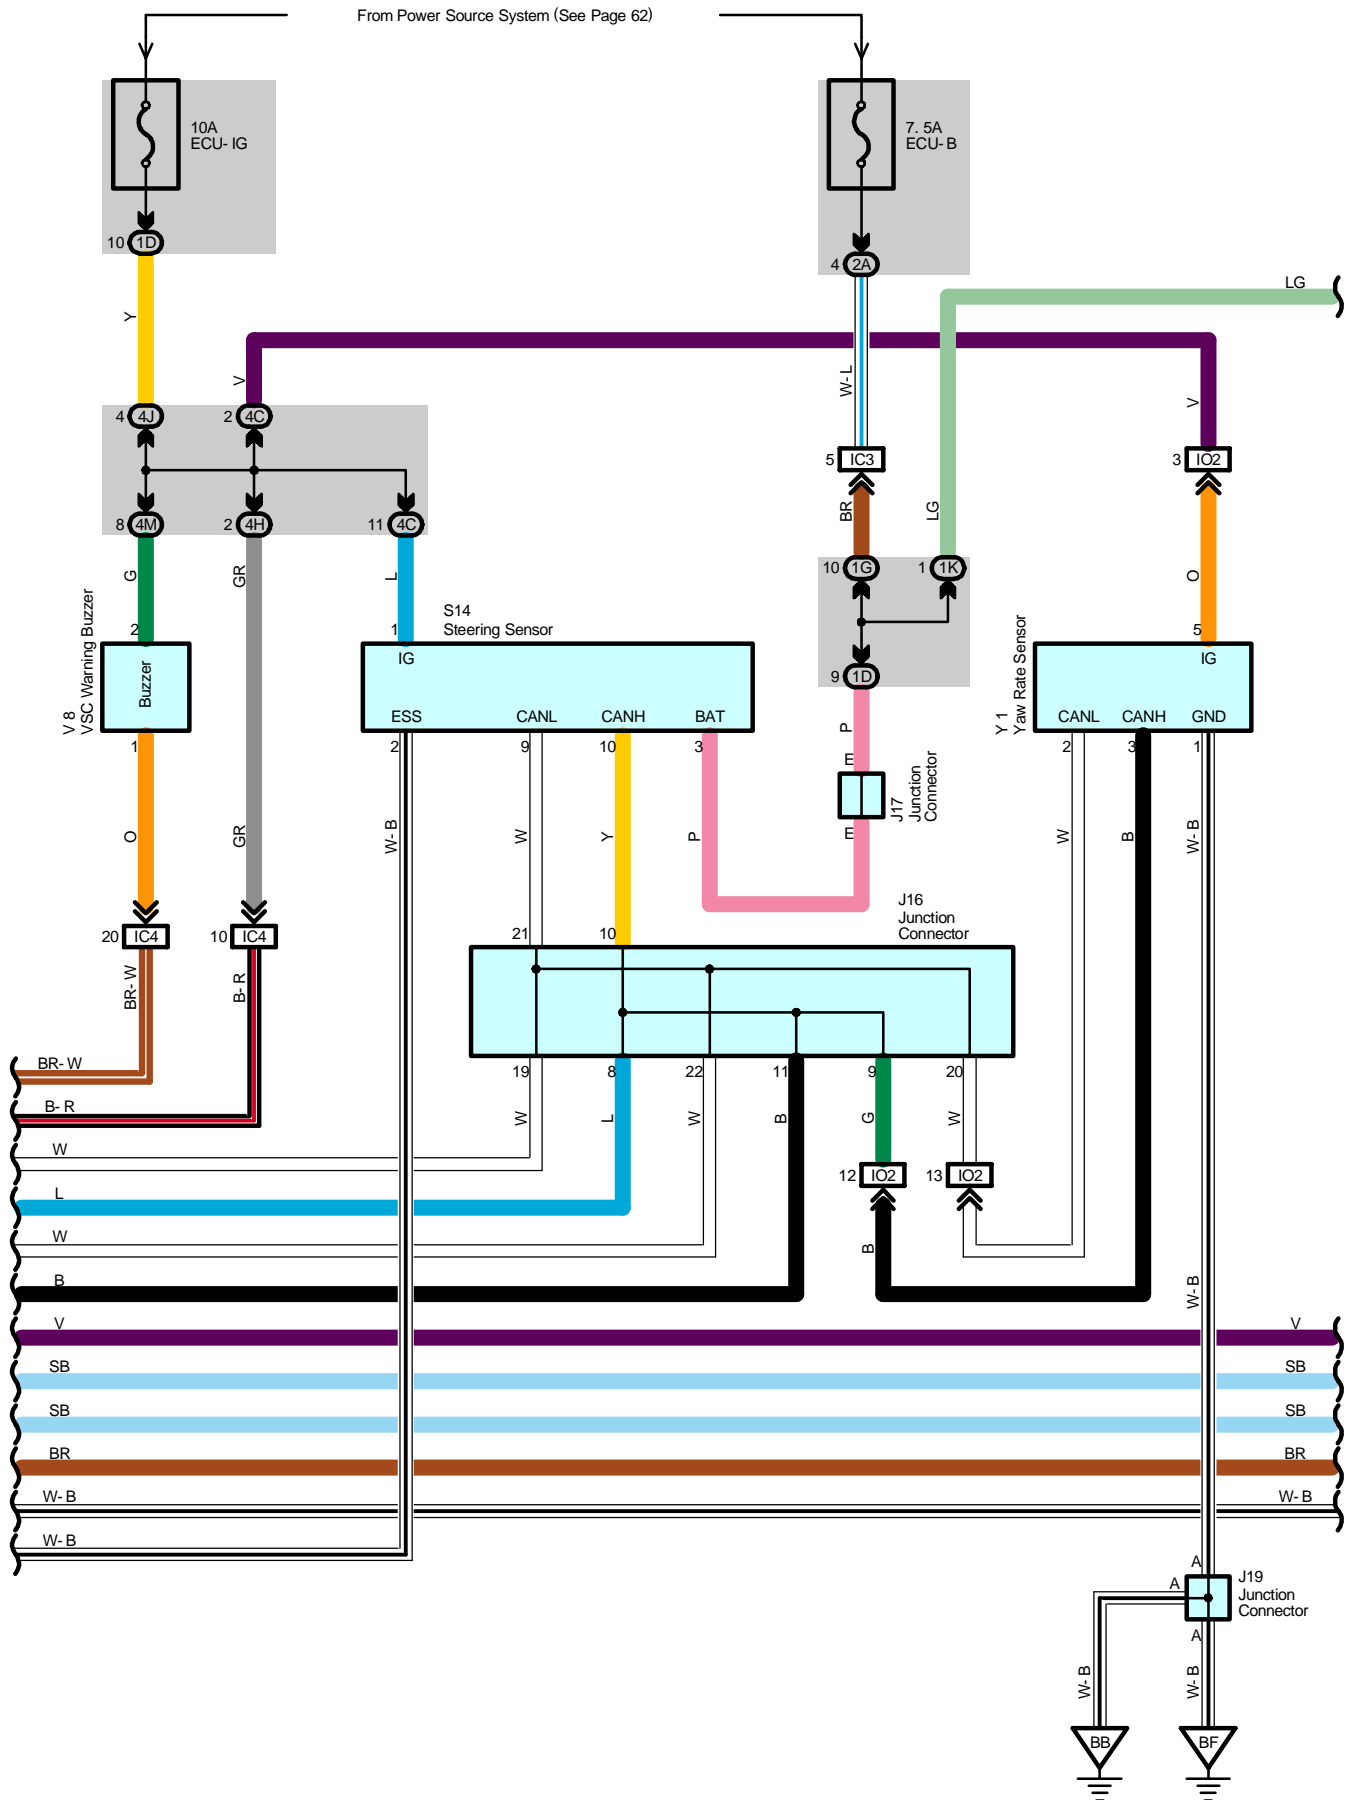 From Power Source System (See Page 62)
10A
ECU- IG
7. 5A
ECU- B
10 1D
4 2A
LG
Y
V
W- L
LG
V
4 4J
2 4C
5 IC3
3 IO2
BR
8 4M
2 4H
11 4C
10 1G
1 1K
G
GR
L
O
S14
Steering Sensor
2
1
5
V 8
VSC Warning Buzzer
Buzzer
IG
9 1D
Y 1
Yaw Rate Sensor
IG
ESS
CANL
CANH
BAT
P
CANL
CANH
GND
1
2
9
10
3
E
2
3
1
J17
Junction
Connector
O
GR
W- B
W
Y
P
E
W
B
W- B
J16
Junction
Connector
20 IC4
10 IC4
21
10
BR- W
B- R
BR- W
19
8
22
11
9
20
B- R
W
L
W
B
G
W
W
12 IO2
13 IO2
L
W
B
B
W- B
V
V
SB
SB
SB
SB
BR
BR
W- B
W- B
W- B
A
A
J19
Junction
Connector
A
W- B
W- B
BB
BF